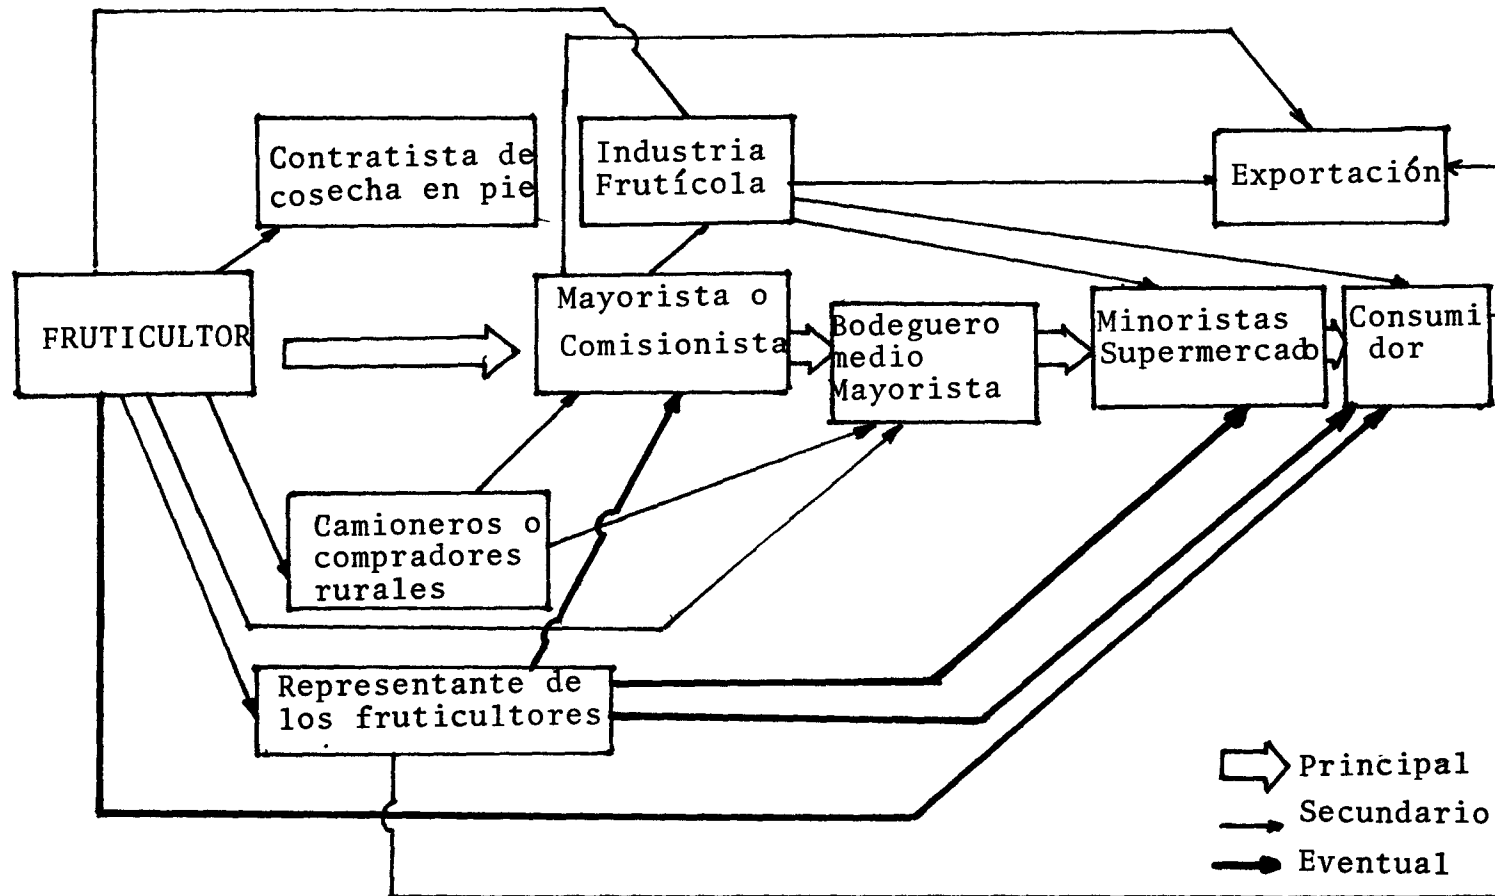 Contratista de
cosecha en pie
Industria
Frutícola
Exportación
FRUTICULTOR
Mayorista o
Comisionista
Bodeguero
medio
Mayorista
Minoristas
Supermercado
Consumi-
dor
Camioneros o
compradores
rurales
Representante de
los fruticultores
Principal
Secundario
Eventual